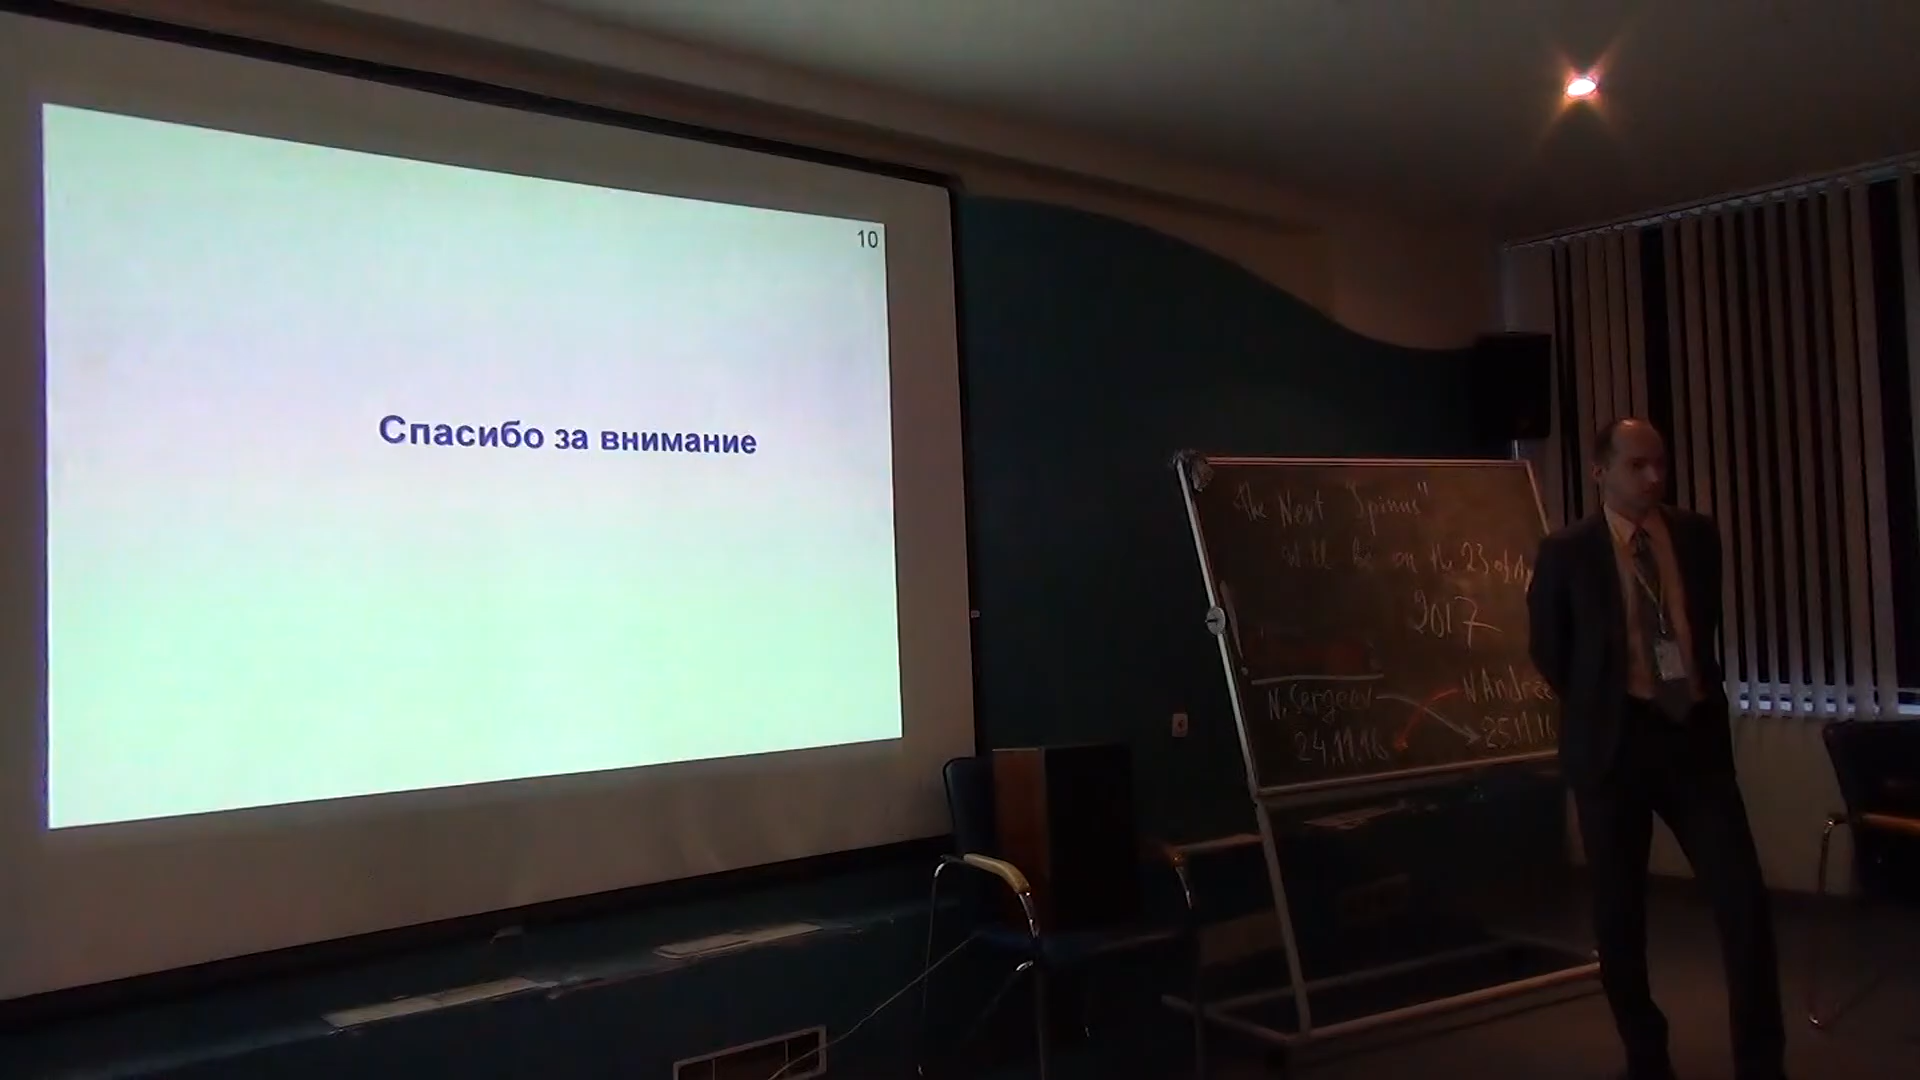 10
Спасибо за внимание
The Next "Spinus"
will be on the 23 of
2017
N.Sergeev
24.11.16
25.11.16